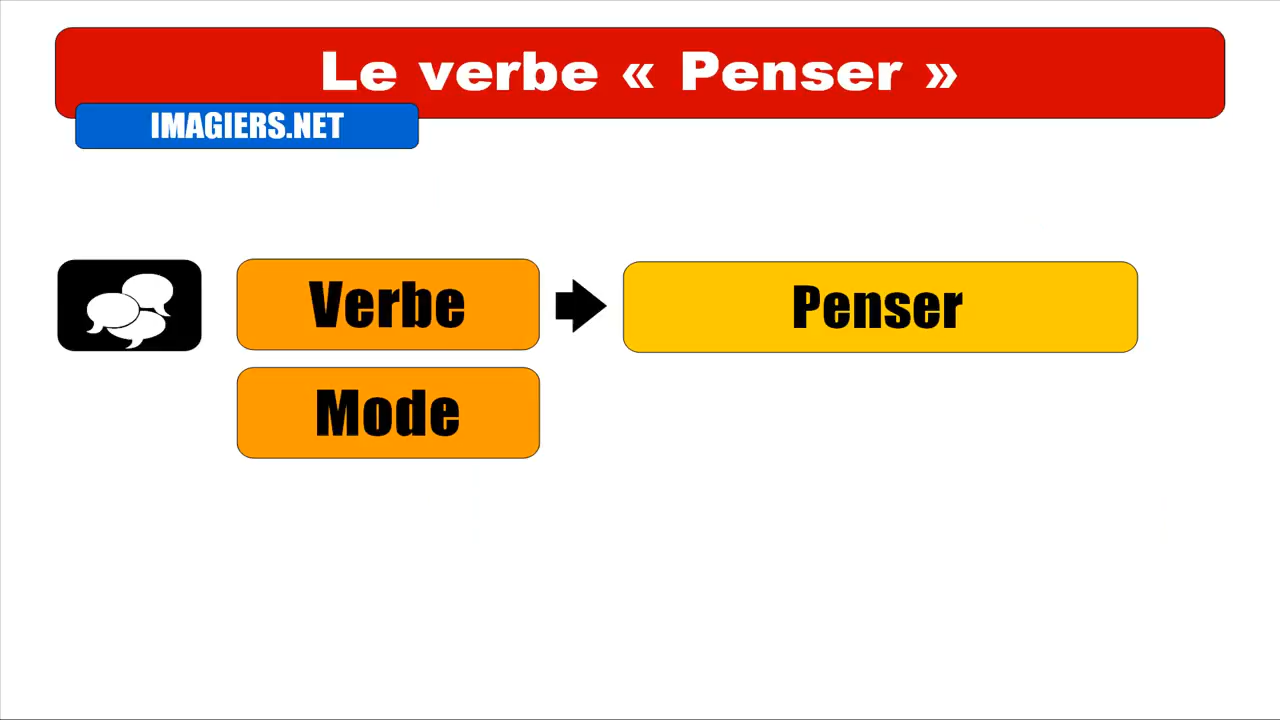 Le verbe « Penser »
IMAGIERS.NET
Verbe
Penser
Mode